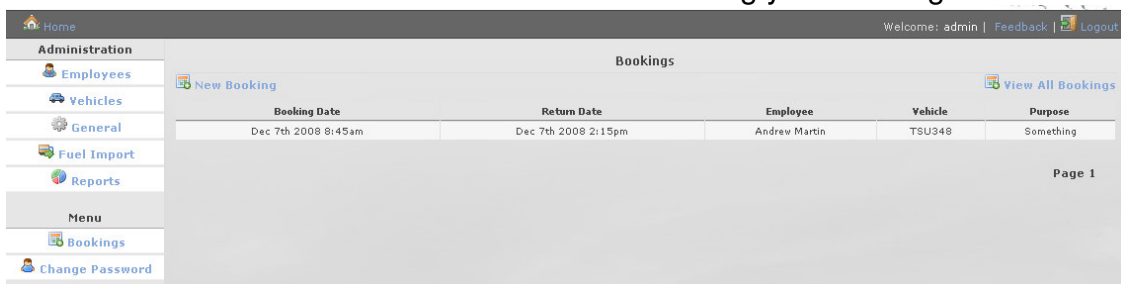 Home Welcome: admin | Feedback | Logout
Administration
Employees
Vehicles
General
Fuel Import
Reports
Menu
Bookings
Change Password
Bookings
New Booking View All Bookings
Booking Date Return Date Employee Vehicle Purpose
Dec 7th 2008 8:45am Dec 7th 2008 2:15pm Andrew Martin TSU348 Something
Page 1